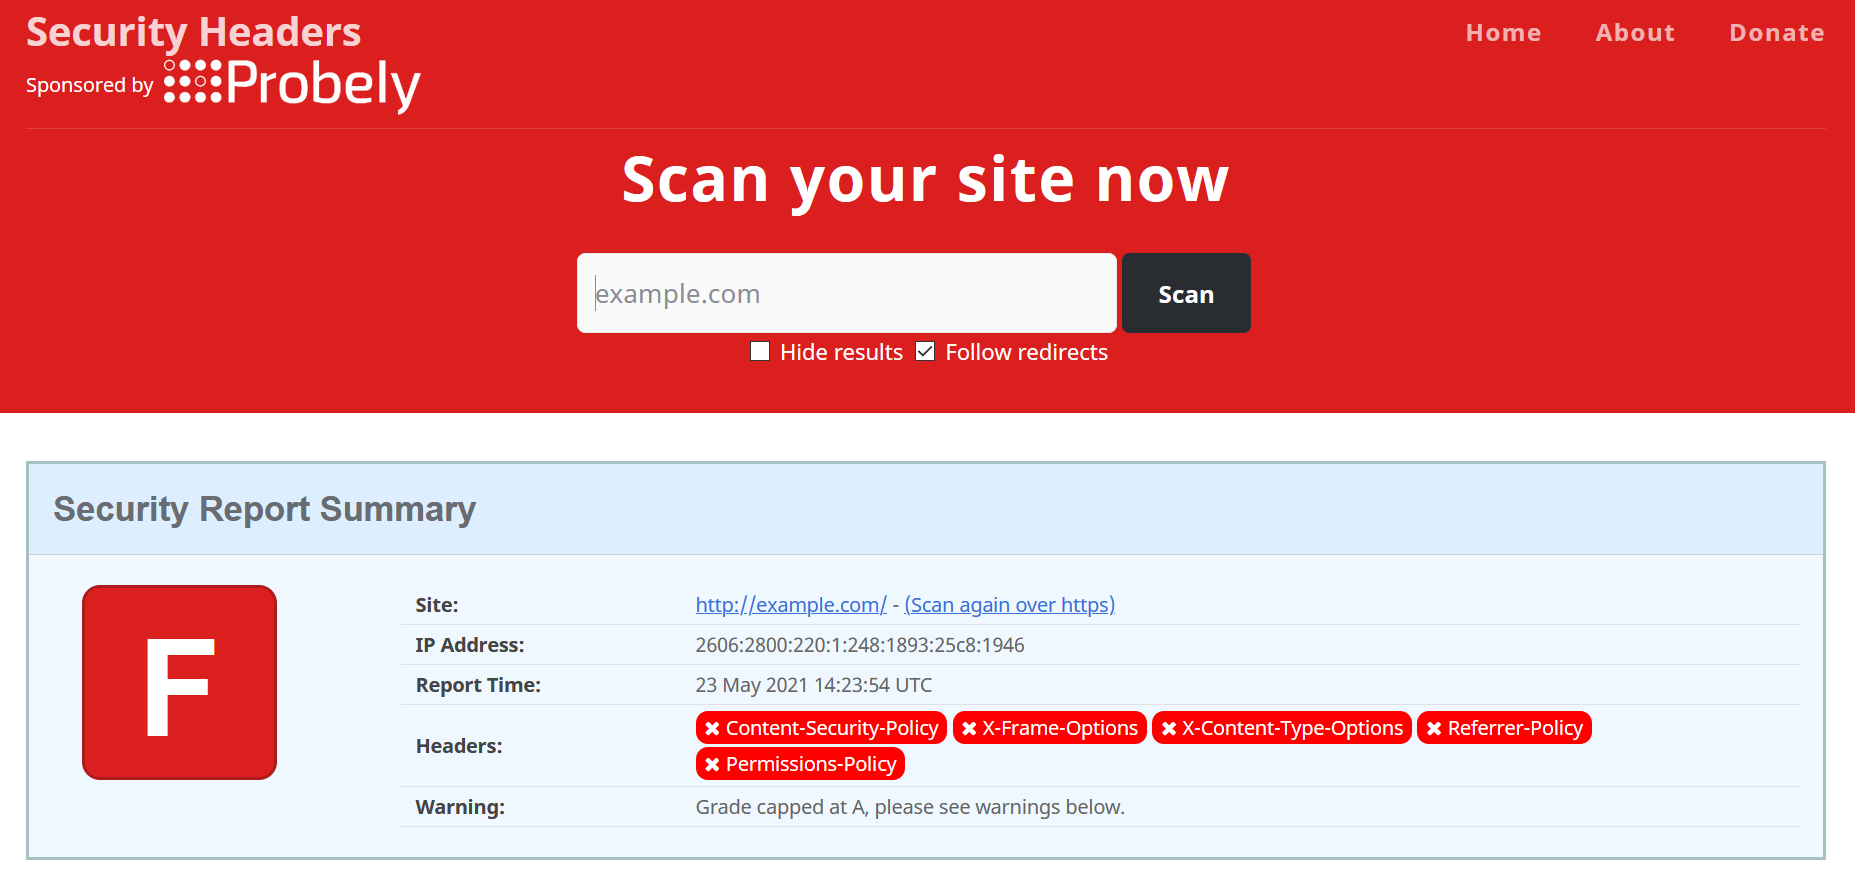 Security Headers
Home About Donate
Sponsored by Probely
Scan your site now
example.com Scan
Hide results Follow redirects
Security Report Summary
F
Site: http://example.com/ - (Scan again over https)
IP Address: 2606:2800:220:1:248:1893:25c8:1946
Report Time: 23 May 2021 14:23:54 UTC
Headers: Content-Security-Policy X-Frame-Options X-Content-Type-Options Referrer-Policy
Permissions-Policy
Warning: Grade capped at A, please see warnings below.